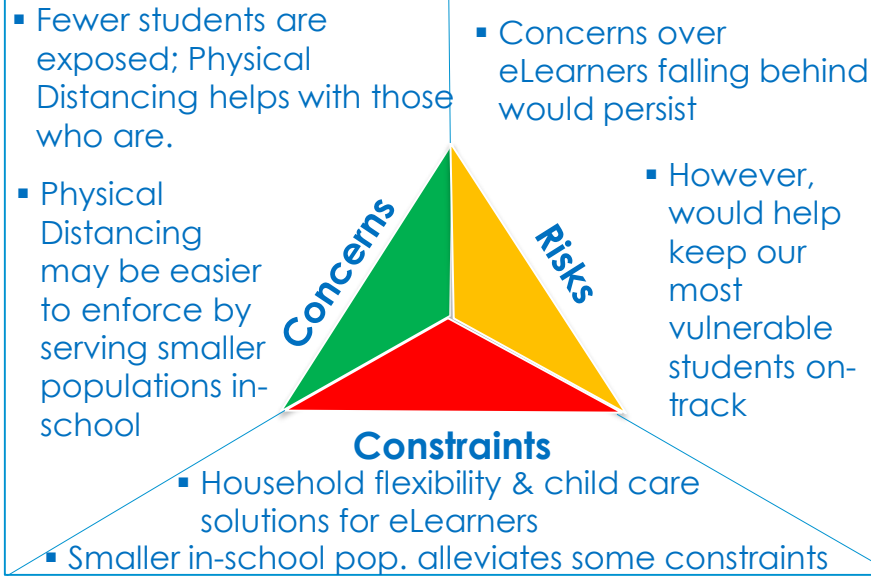 ▪ Fewer students are
exposed; Physical
Distancing helps with those
who are.
▪ Physical
Distancing
may be easier
to enforce by
serving smaller
populations in-
school
Concerns
▪ Concerns over
eLearners falling behind
would persist
▪ However,
would help
keep our
most
vulnerable
students on-
track
Risks
Constraints
▪ Household flexibility & child care
solutions for eLearners
▪ Smaller in-school pop. alleviates some constraints